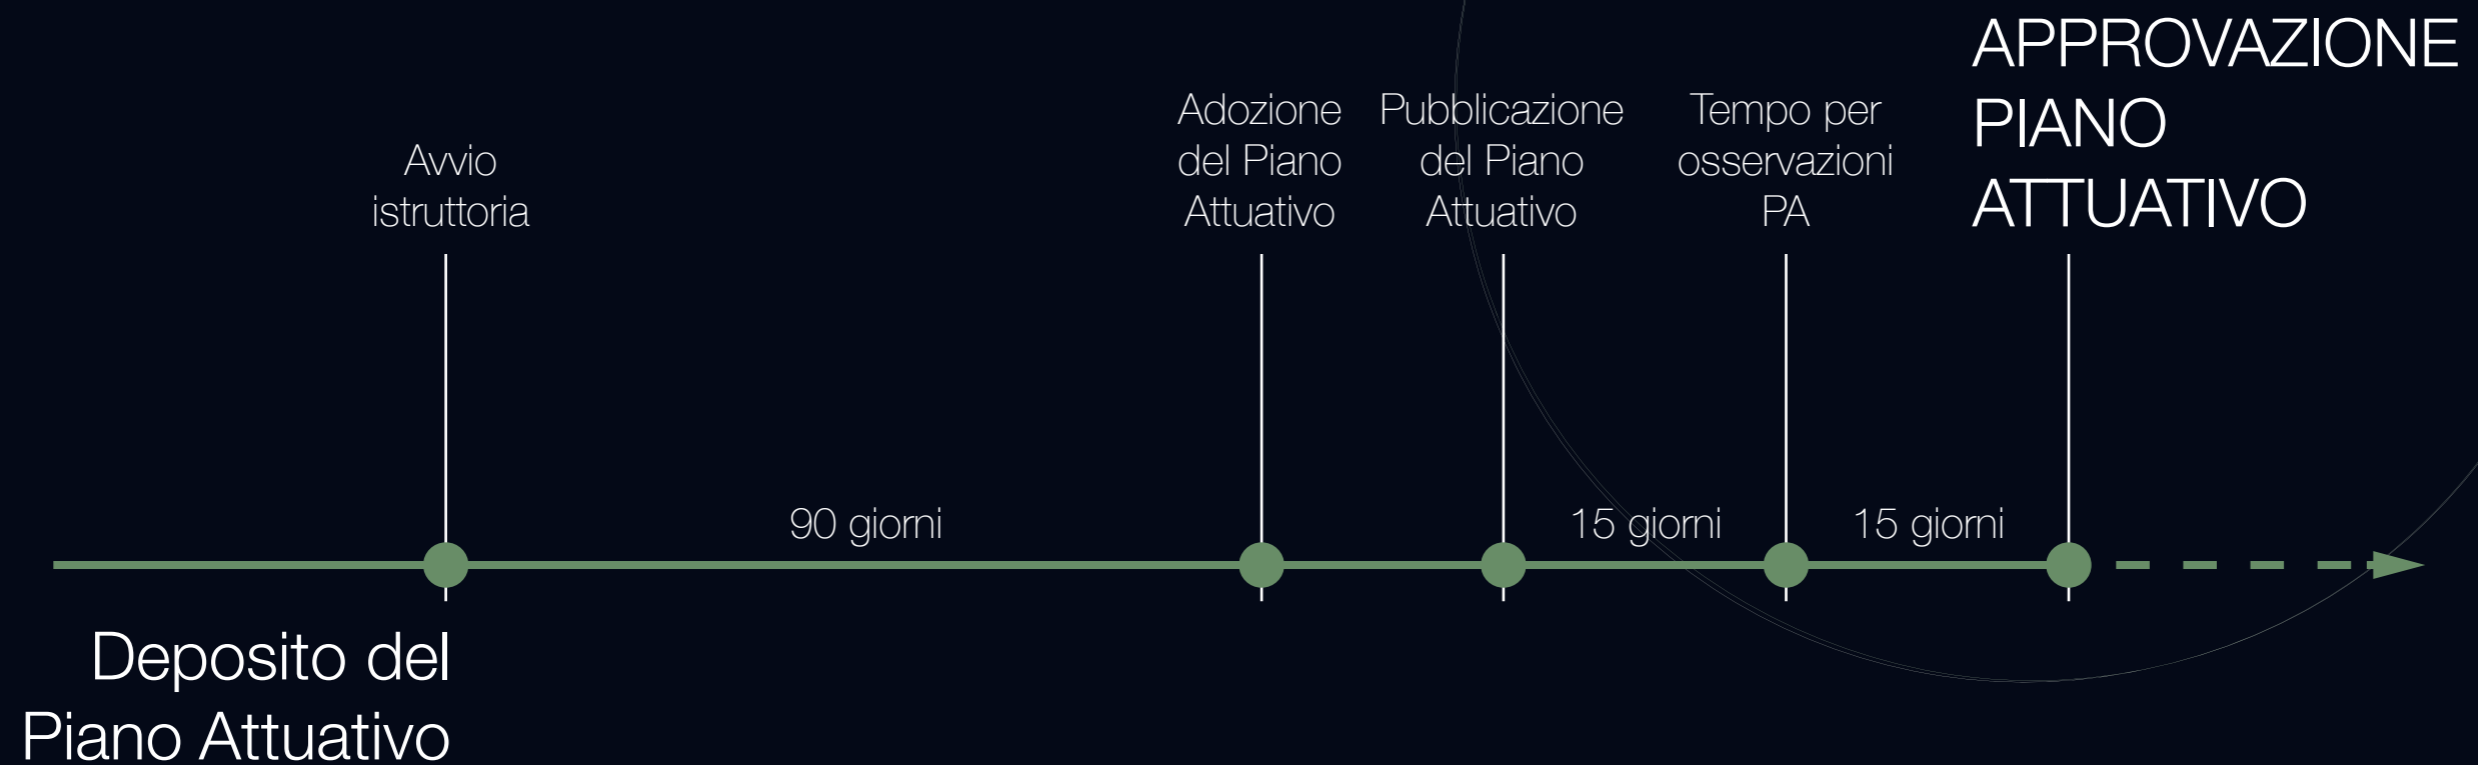 Avvio
istruttoria
Adozione
del Piano
Attuativo
Pubblicazione
del Piano
Attuativo
Tempo per
osservazioni
PA
APPROVAZIONE
PIANO
ATTUATIVO
90 giorni
15 giorni
15 giorni
Deposito del
Piano Attuativo